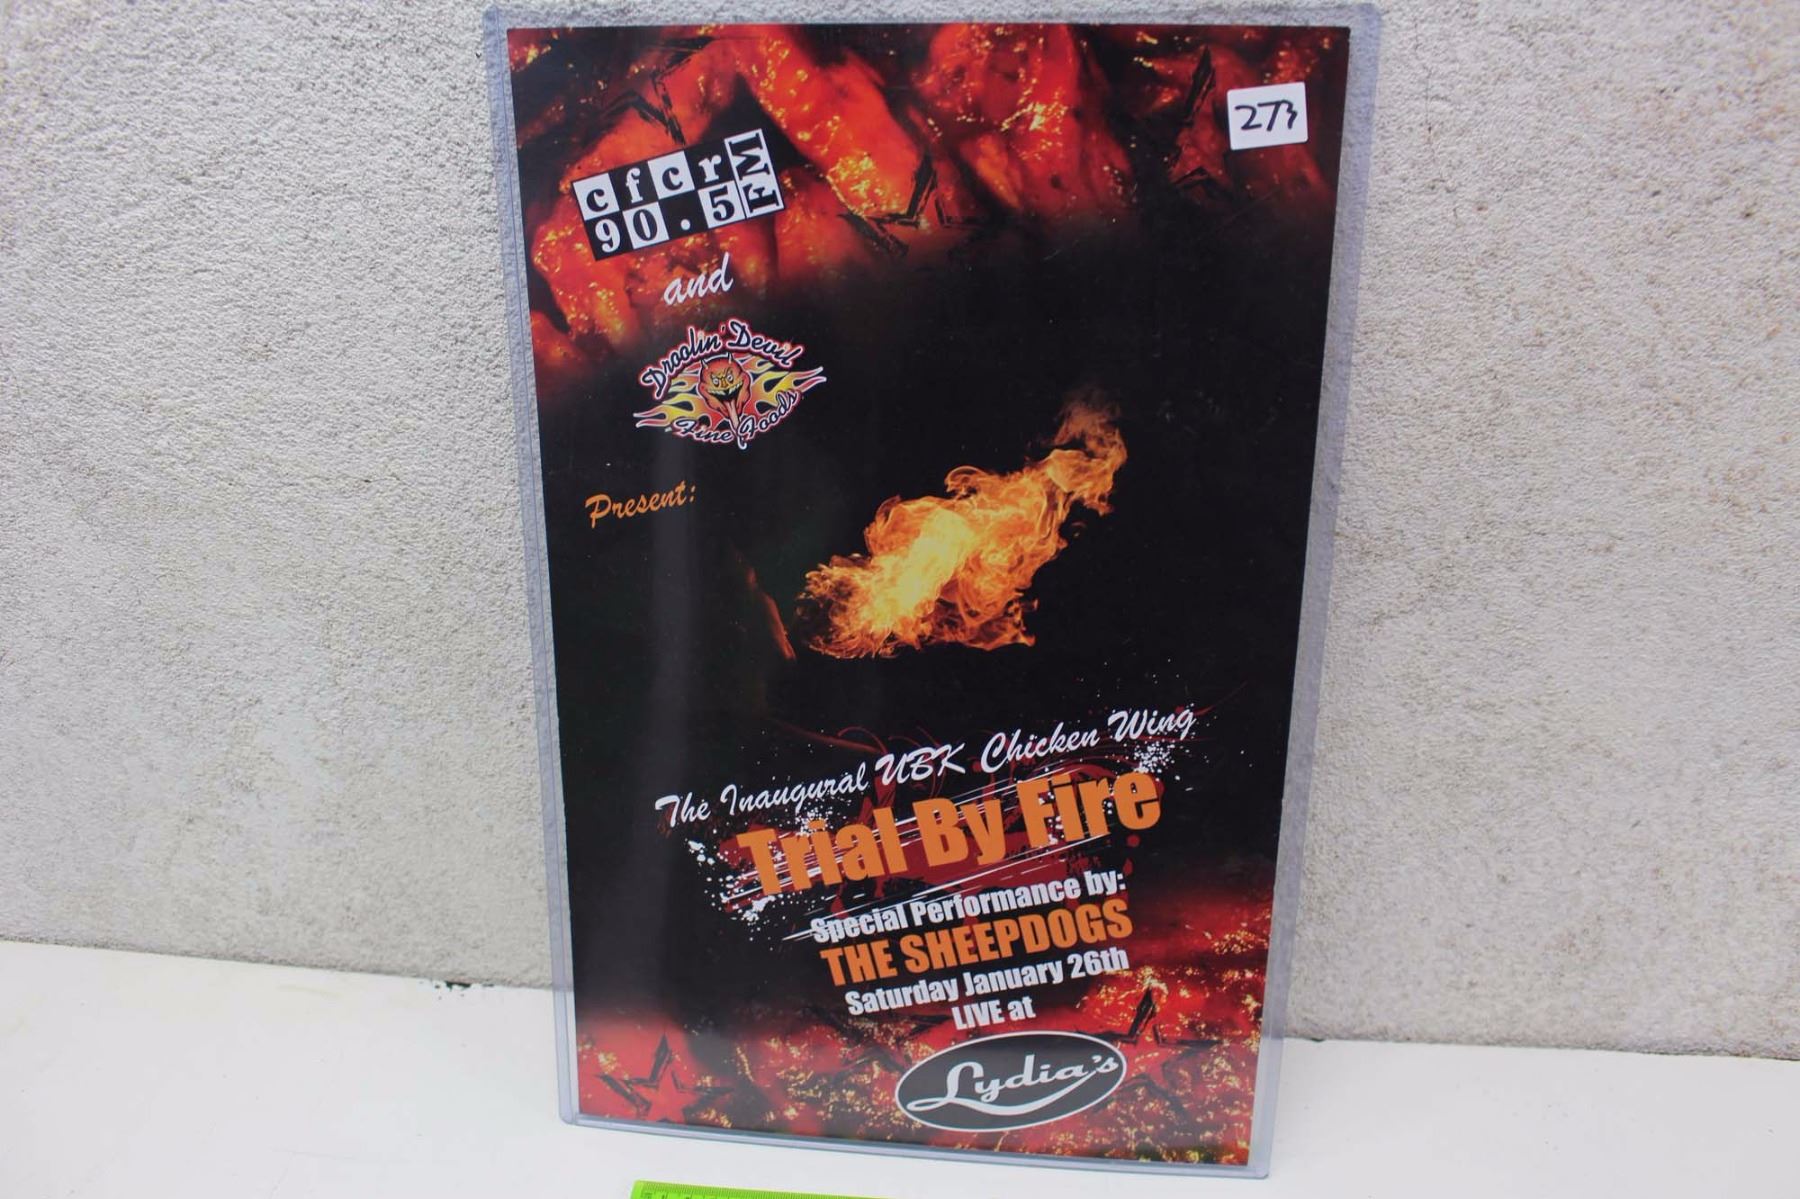 273
cfcr FM
90.5
and
Droolin' Devil
Fine Foods
Present:
The Inaugural UBK Chicken Wing
Trial By Fire
Special Performance by:
THE SHEEPDOGS
Saturday January 26th
LIVE at
Lydia's